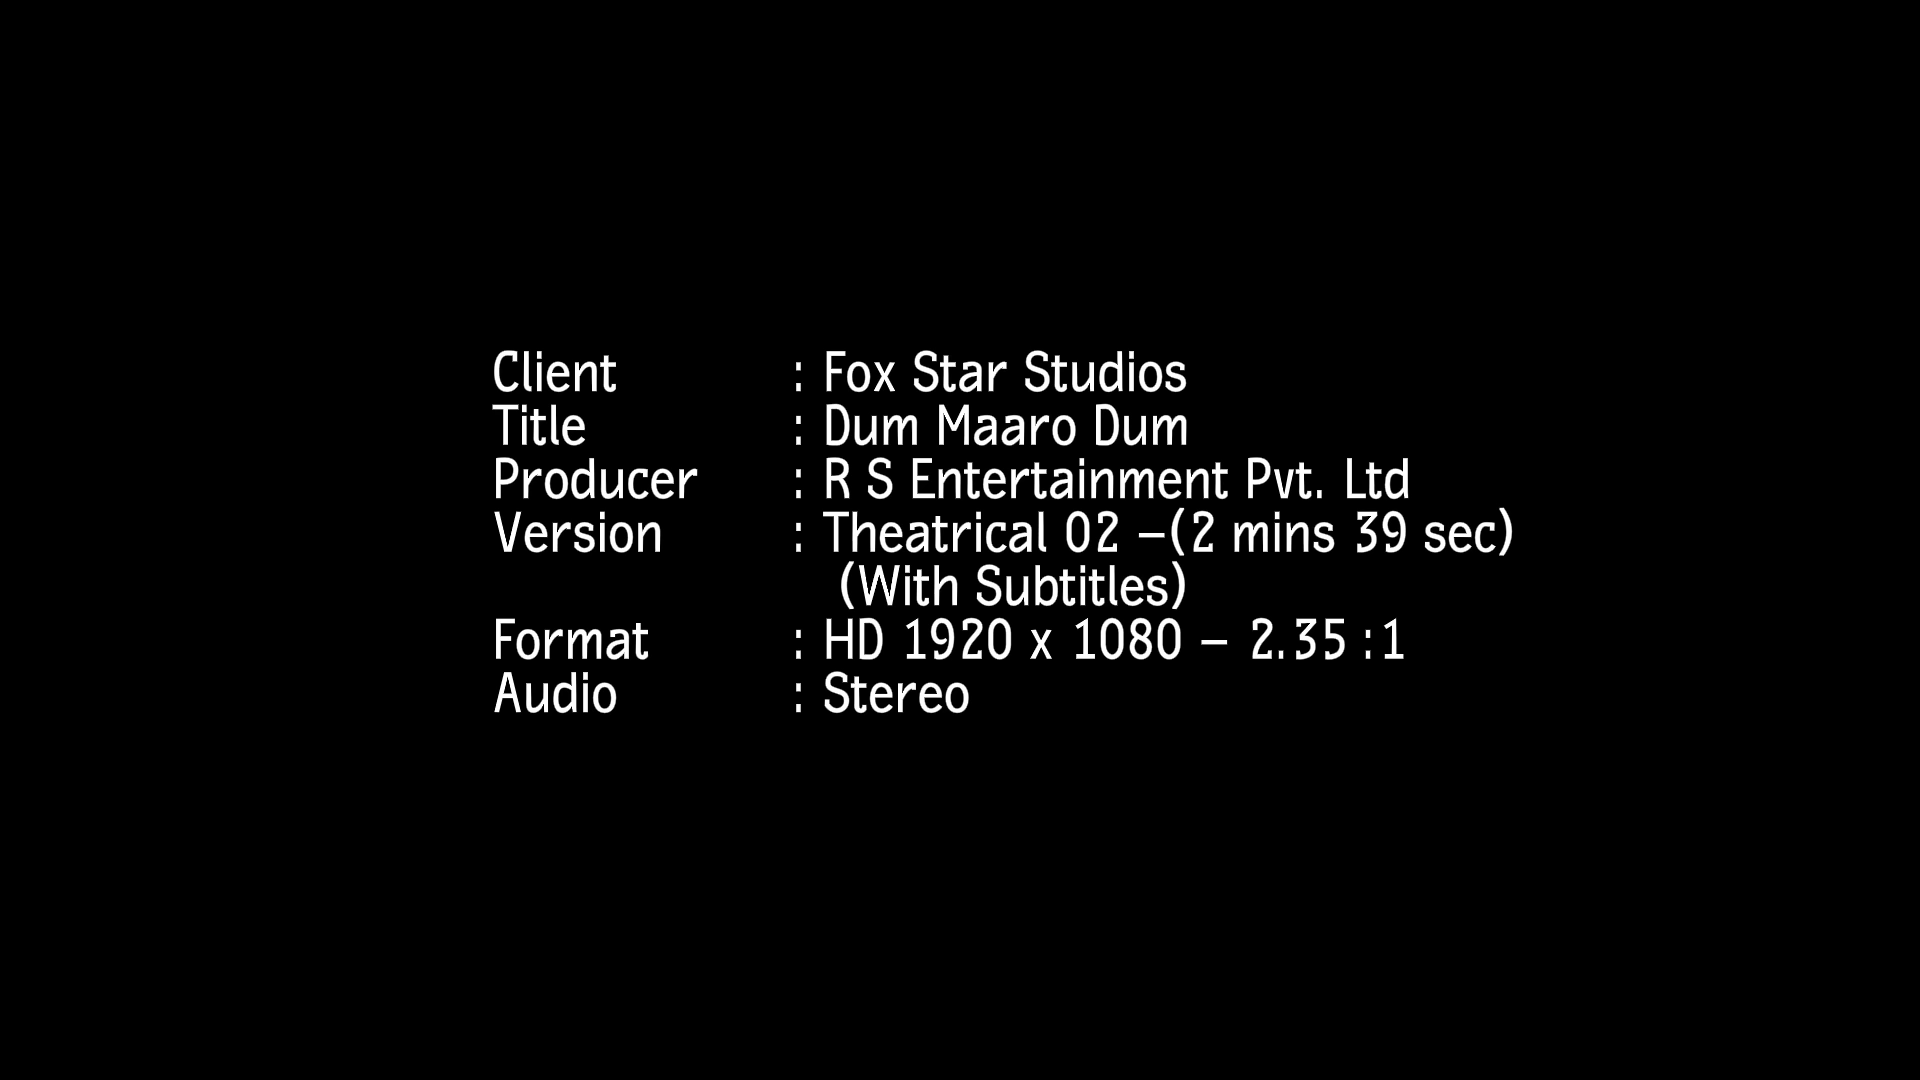 Client : Fox Star Studios
Title : Dum Maaro Dum
Producer : R S Entertainment Pvt. Ltd
Version : Theatrical 02 –(2 mins 39 sec)
(With Subtitles)
Format : HD 1920 x 1080 – 2.35 :1
Audio : Stereo